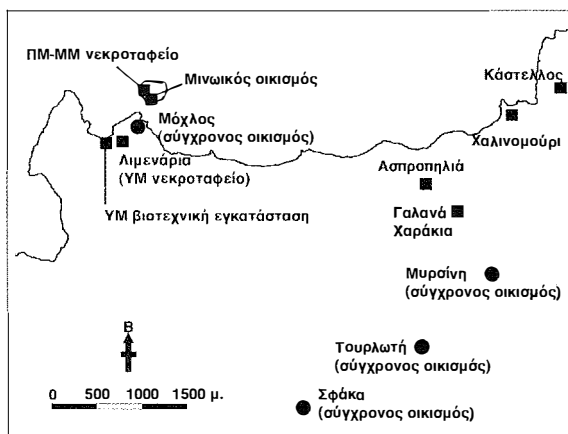 ΠΜ-ΜΜ νεκροταφείο
Μινωικός οικισμός
Κάστελλος
Μόχλος
(σύγχρονος οικισμός)
Χαλινομούρι
Λιμενάρια
(ΥΜ νεκροταφείο)
Ασπροπηλιά
ΥΜ βιοτεχνική εγκατάσταση
Γαλανά
Χαράκια
Μυρσίνη
(σύγχρονος οικισμός)
Β
Τουρλωτή
(σύγχρονος οικισμός)
0 500 1000 1500 μ.
Σφάκα
(σύγχρονος οικισμός)